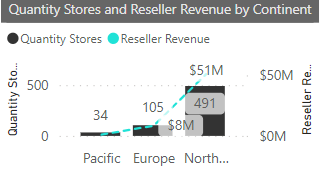 Quantity Stores and Reseller Revenue by Continent
Quantity Stores Reseller Revenue
Quantity Sto...
500
0
34
105
491
$8M
$51M
$50M
$0M
Reseller Re...
Pacific Europe North...